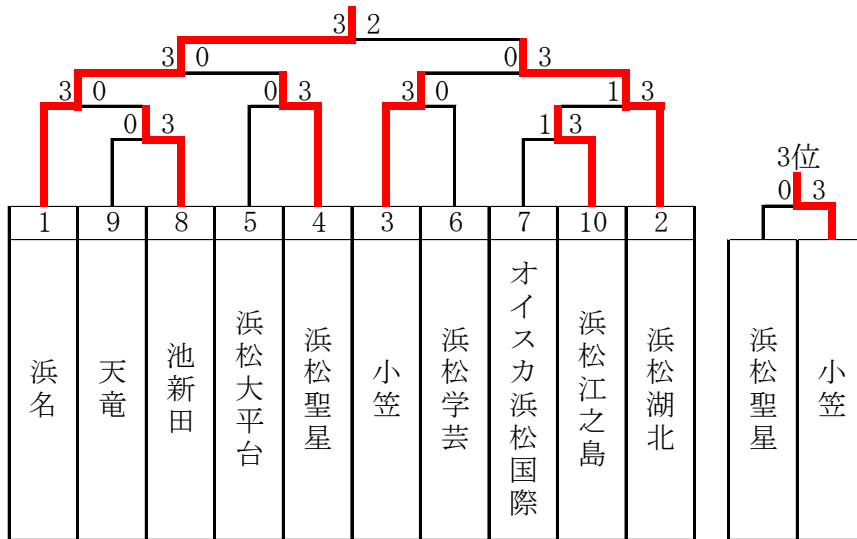 3 2
3 0 0 3
3 0 0 3 3 0 1 3
0 3 1 3
1 9 8 5 4 3 6 7 10 2
浜名
天竜
池新田
浜松大平台
浜松聖星
小笠
浜松学芸
オイスカ浜松国際
浜松江之島
浜松湖北
3位
0 3
浜松聖星
小笠